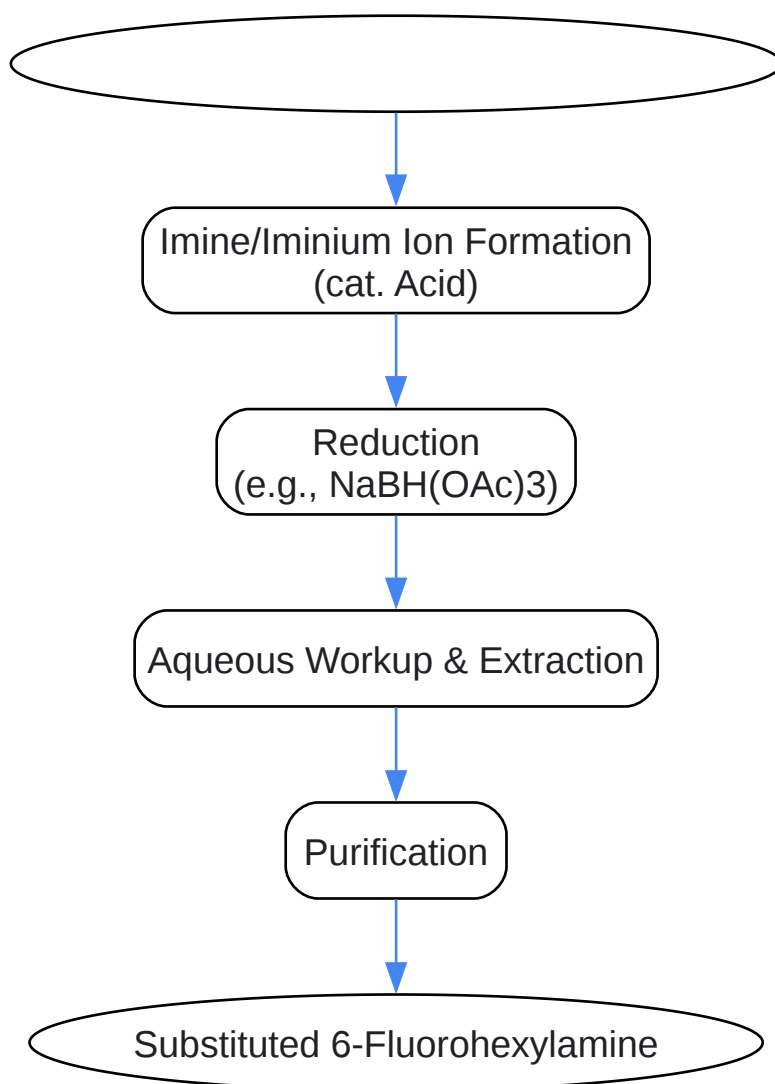 Imine/Iminium Ion Formation
(cat. Acid)
Reduction
(e.g., NaBH(OAc)3)
Aqueous Workup & Extraction
Purification
Substituted 6-Fluorohexylamine